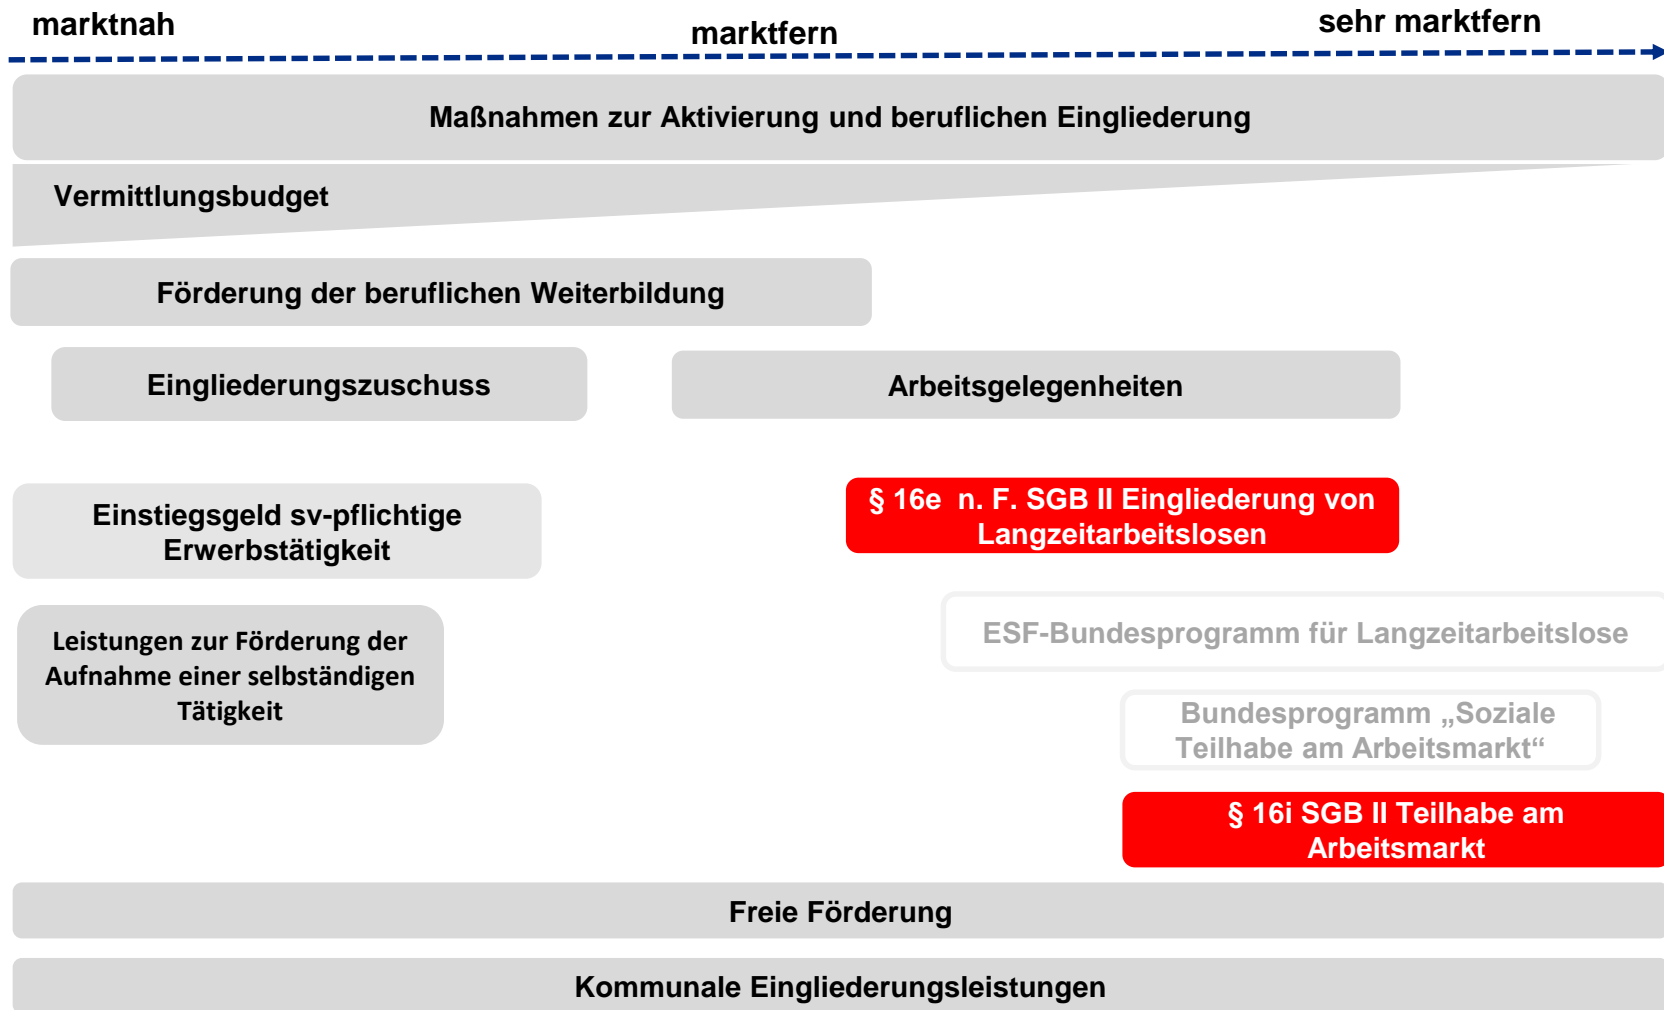 marktnah
marktfern
sehr marktfern
Maßnahmen zur Aktivierung und beruflichen Eingliederung
Vermittlungsbudget
Förderung der beruflichen Weiterbildung
Eingliederungszuschuss
Arbeitsgelegenheiten
Einstiegsgeld sv-pflichtige
Erwerbstätigkeit
§ 16e n. F. SGB II Eingliederung von
Langzeitarbeitslosen
Leistungen zur Förderung der
Aufnahme einer selbständigen
Tätigkeit
ESF-Bundesprogramm für Langzeitarbeitslose
Bundesprogramm „Soziale
Teilhabe am Arbeitsmarkt“
§ 16i SGB II Teilhabe am
Arbeitsmarkt
Freie Förderung
Kommunale Eingliederungsleistungen